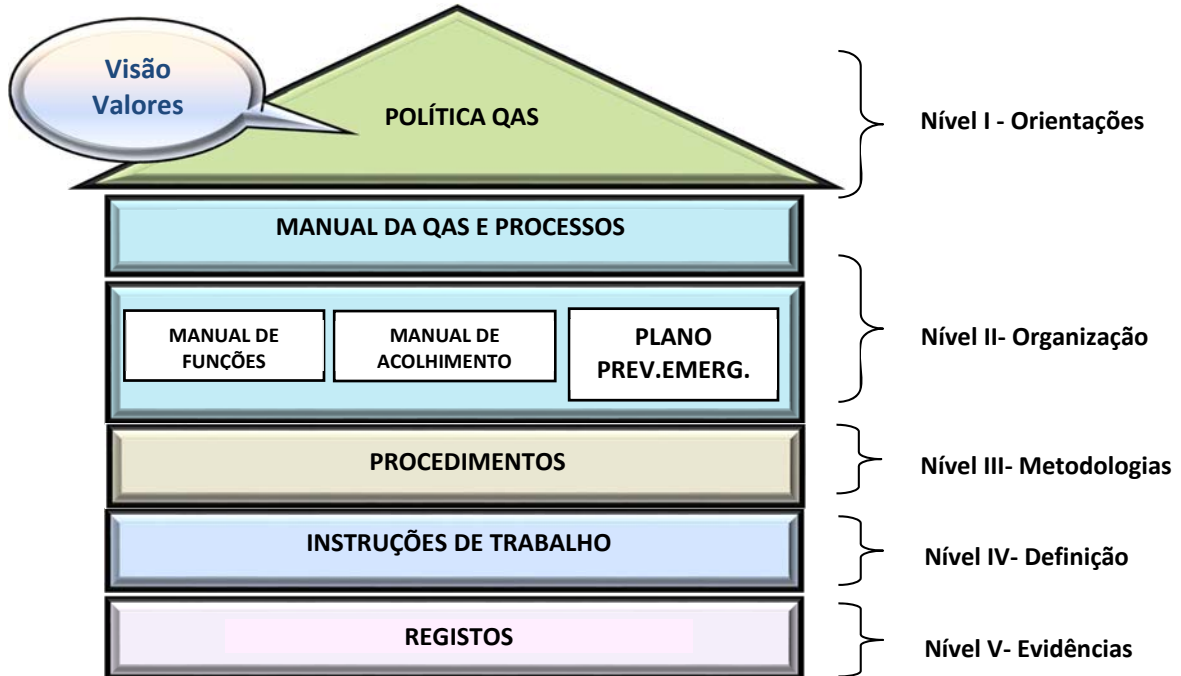 Visão
Valores
POLÍTICA QAS
Nível I - Orientações
MANUAL DA QAS E PROCESSOS
MANUAL DE
FUNÇÕES
MANUAL DE
ACOLHIMENTO
PLANO
PREV.EMERG.
Nível II- Organização
PROCEDIMENTOS
Nível III- Metodologias
INSTRUÇÕES DE TRABALHO
Nível IV- Definição
REGISTOS
Nível V- Evidências